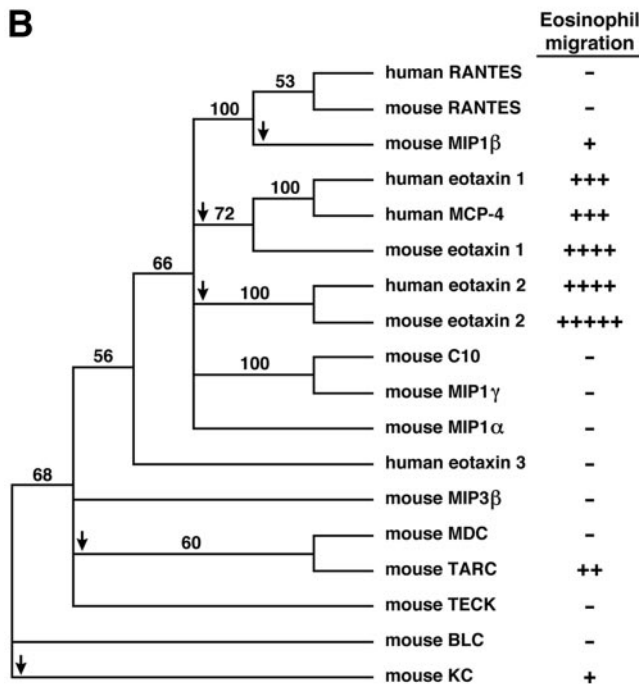 B
Eosinophil
migration
53
human RANTES –
100
mouse RANTES –
mouse MIP1β +
100
human eotaxin 1 +++
72
human MCP-4 +++
mouse eotaxin 1 ++++
66
human eotaxin 2 ++++
100
mouse eotaxin 2 +++++
56
mouse C10 –
100
mouse MIP1γ –
mouse MIP1α –
human eotaxin 3 –
68
mouse MIP3β –
mouse MDC –
60
mouse TARC ++
mouse TECK –
mouse BLC –
mouse KC +